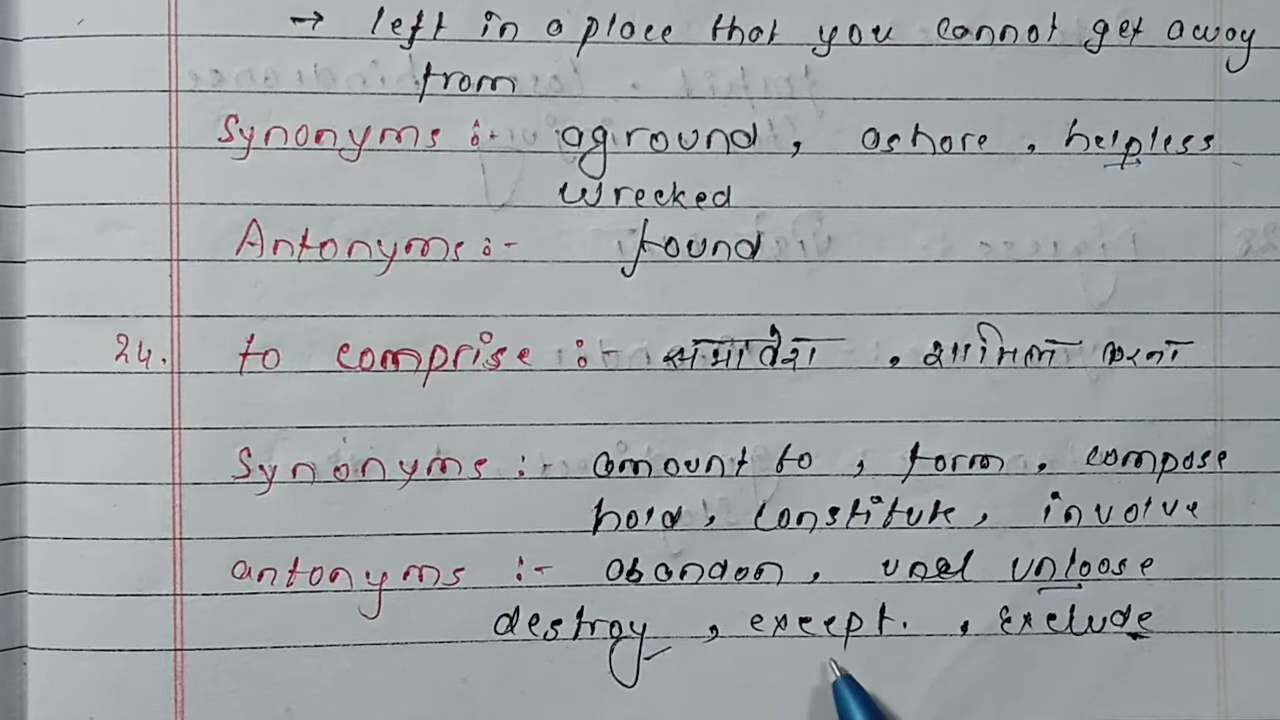 → left in a place that you cannot get away
from
Synonyms :- aground, ashore, helpless
wrecked
Antonyms :- found
24. to comprise :- समावेश, शामिल करना
Synonyms :- amount to, form, compose
hold, constitute, involve
antonyms :- abandon, unloose
destroy, except., exclude